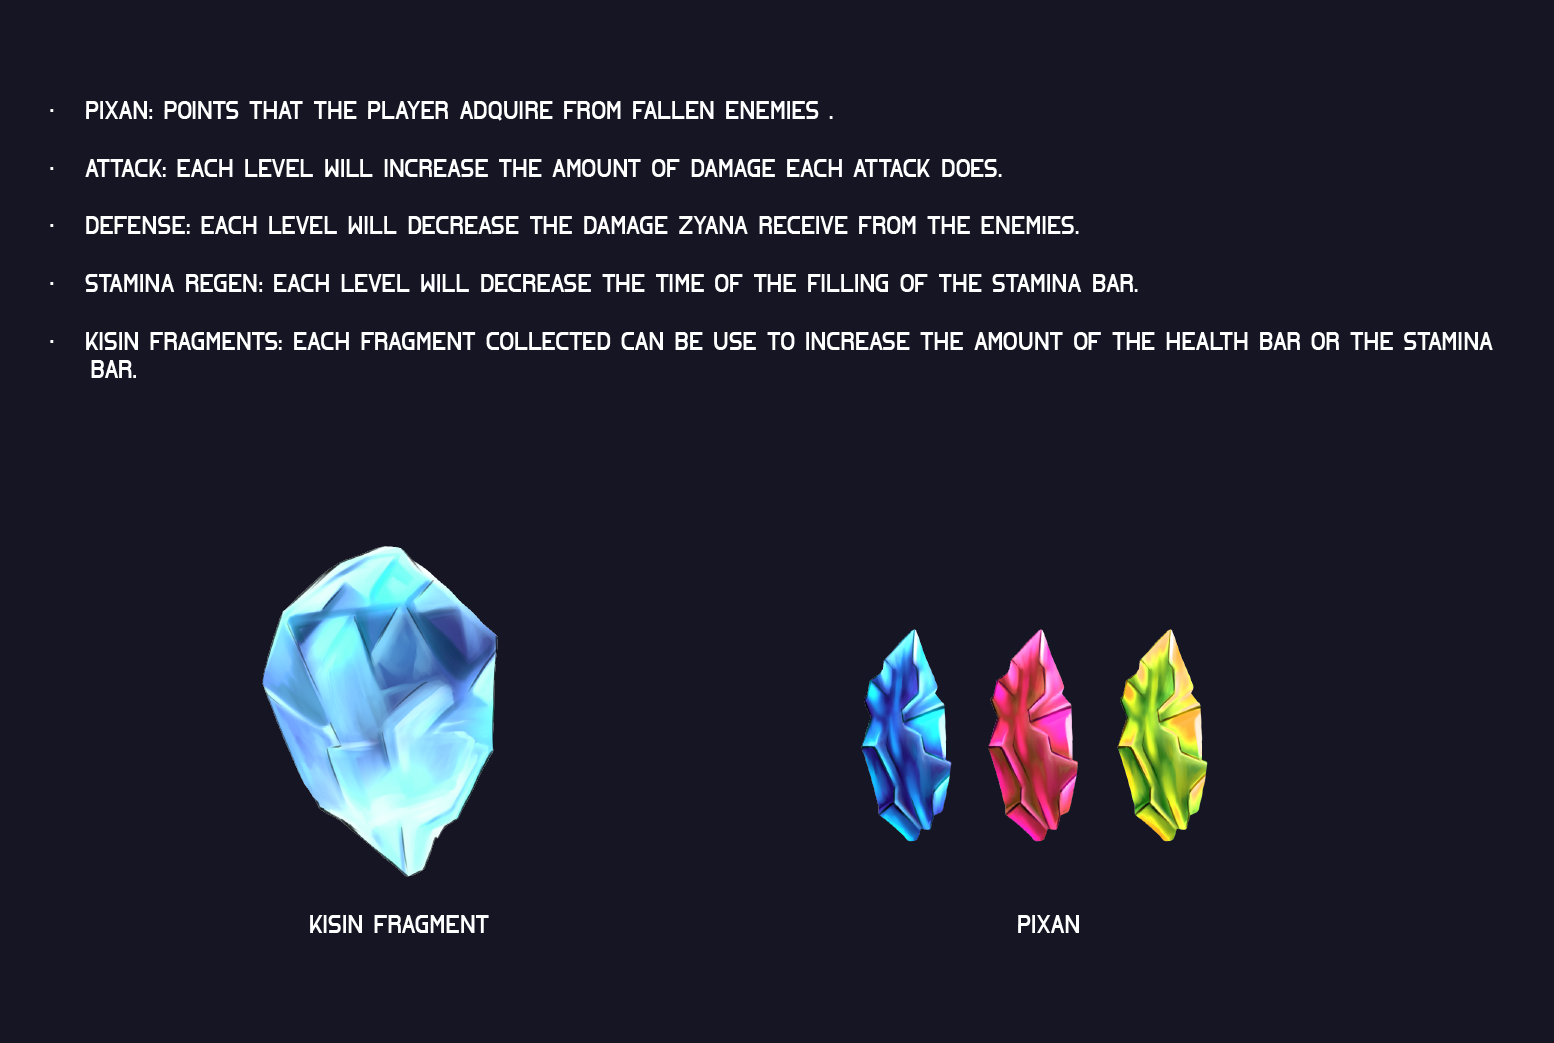 · PIXAN: POINTS THAT THE PLAYER ADQUIRE FROM FALLEN ENEMIES .
· ATTACK: EACH LEVEL WILL INCREASE THE AMOUNT OF DAMAGE EACH ATTACK DOES.
· DEFENSE: EACH LEVEL WILL DECREASE THE DAMAGE ZYANA RECEIVE FROM THE ENEMIES.
· STAMINA REGEN: EACH LEVEL WILL DECREASE THE TIME OF THE FILLING OF THE STAMINA BAR.
· KISIN FRAGMENTS: EACH FRAGMENT COLLECTED CAN BE USE TO INCREASE THE AMOUNT OF THE HEALTH BAR OR THE STAMINA
BAR.
KISIN FRAGMENT
PIXAN